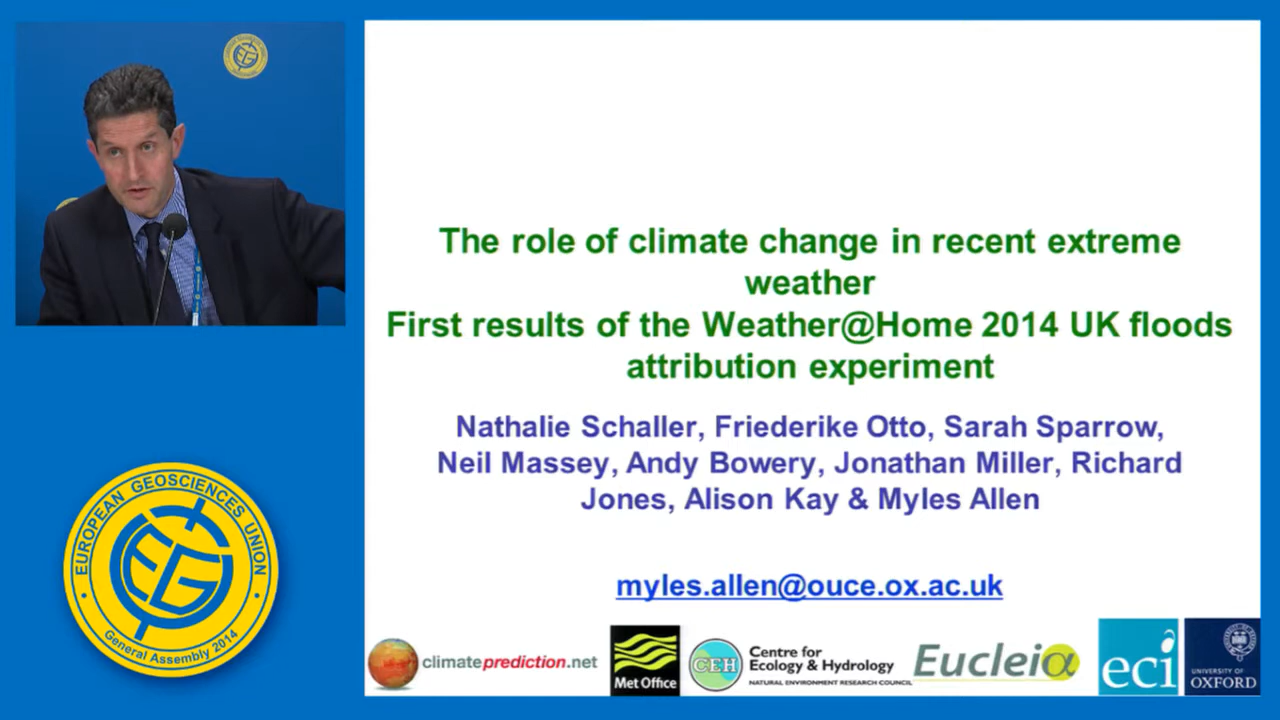 The role of climate change in recent extreme
weather
First results of the Weather@Home 2014 UK floods
attribution experiment
Nathalie Schaller, Friederike Otto, Sarah Sparrow,
Neil Massey, Andy Bowery, Jonathan Miller, Richard
Jones, Alison Kay & Myles Allen
myles.allen@ouce.ox.ac.uk
climateprediction.net
Met Office
CEH
Centre for
Ecology & Hydrology
NATURAL ENVIRONMENT RESEARCH COUNCIL
Eucleia
eci
UNIVERSITY OF
OXFORD
EUROPEAN GEOSCIENCES UNION
EGU
General Assembly 2014